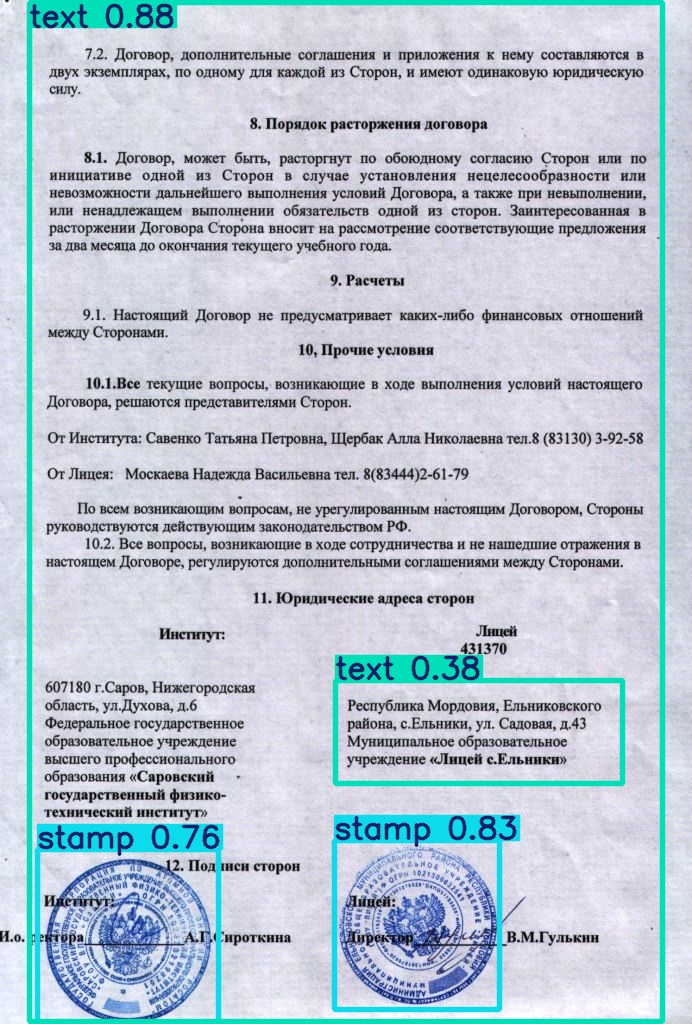 text 0.88
7.2. Договор, дополнительные соглашения и приложения к нему составляются в
двух экземплярах, по одному для каждой из Сторон, и имеют одинаковую юридическую
силу.
8. Порядок расторжения договора
8.1. Договор, может быть, расторгнут по обоюдному согласию Сторон или по
инициативе одной из Сторон в случае установления нецелесообразности или
невозможности дальнейшего выполнения условий Договора, а также при невыполнении,
или ненадлежащем выполнении обязательств одной из сторон. Заинтересованная в
расторжении Договора Сторона вносит на рассмотрение соответствующие предложения
за два месяца до окончания текущего учебного года.
9. Расчеты
9.1. Настоящий Договор не предусматривает каких-либо финансовых отношений
между Сторонами.
10, Прочие условия
10.1.Все текущие вопросы, возникающие в ходе выполнения условий настоящего
Договора, решаются представителями Сторон.
От Института: Савенко Татьяна Петровна, Щербак Алла Николаевна тел.8 (83130) 3-92-58
От Лицея: Москаева Надежда Васильевна тел. 8(83444)2-61-79
По всем возникающим вопросам, не урегулированным настоящим Договором, Стороны
руководствуются действующим законодательством РФ.
10.2. Все вопросы, возникающие в ходе сотрудничества и не нашедшие отражения в
настоящем Договоре, регулируются дополнительными соглашениями между Сторонами.
11. Юридические адреса сторон
Институт:
607180 г.Саров, Нижегородская
область, ул.Духова, д.6
Федеральное государственное
образовательное учреждение
высшего профессионального
образования «Саровский
государственный физико-
технический институт»
Лицей
431370
text 0.38
Республика Мордовия, Ельниковского
района, с.Ельники, ул. Садовая, д.43
Муниципальное образовательное
учреждение «Лицей с.Ельники»
stamp 0.76
stamp 0.83
12. Подписи сторон
Институт:
И.о. ректора А.Г.Сироткина
Лицей:
Директор В.М.Гулькин